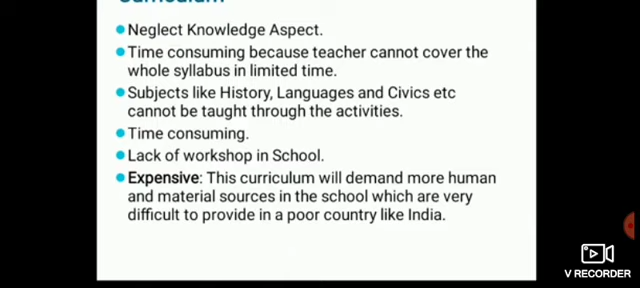 Curriculum
Neglect Knowledge Aspect.
Time consuming because teacher cannot cover the
whole syllabus in limited time.
Subjects like History, Languages and Civics etc
cannot be taught through the activities.
Time consuming.
Lack of workshop in School.
Expensive: This curriculum will demand more human
and material sources in the school which are very
difficult to provide in a poor country like India.
V RECORDER